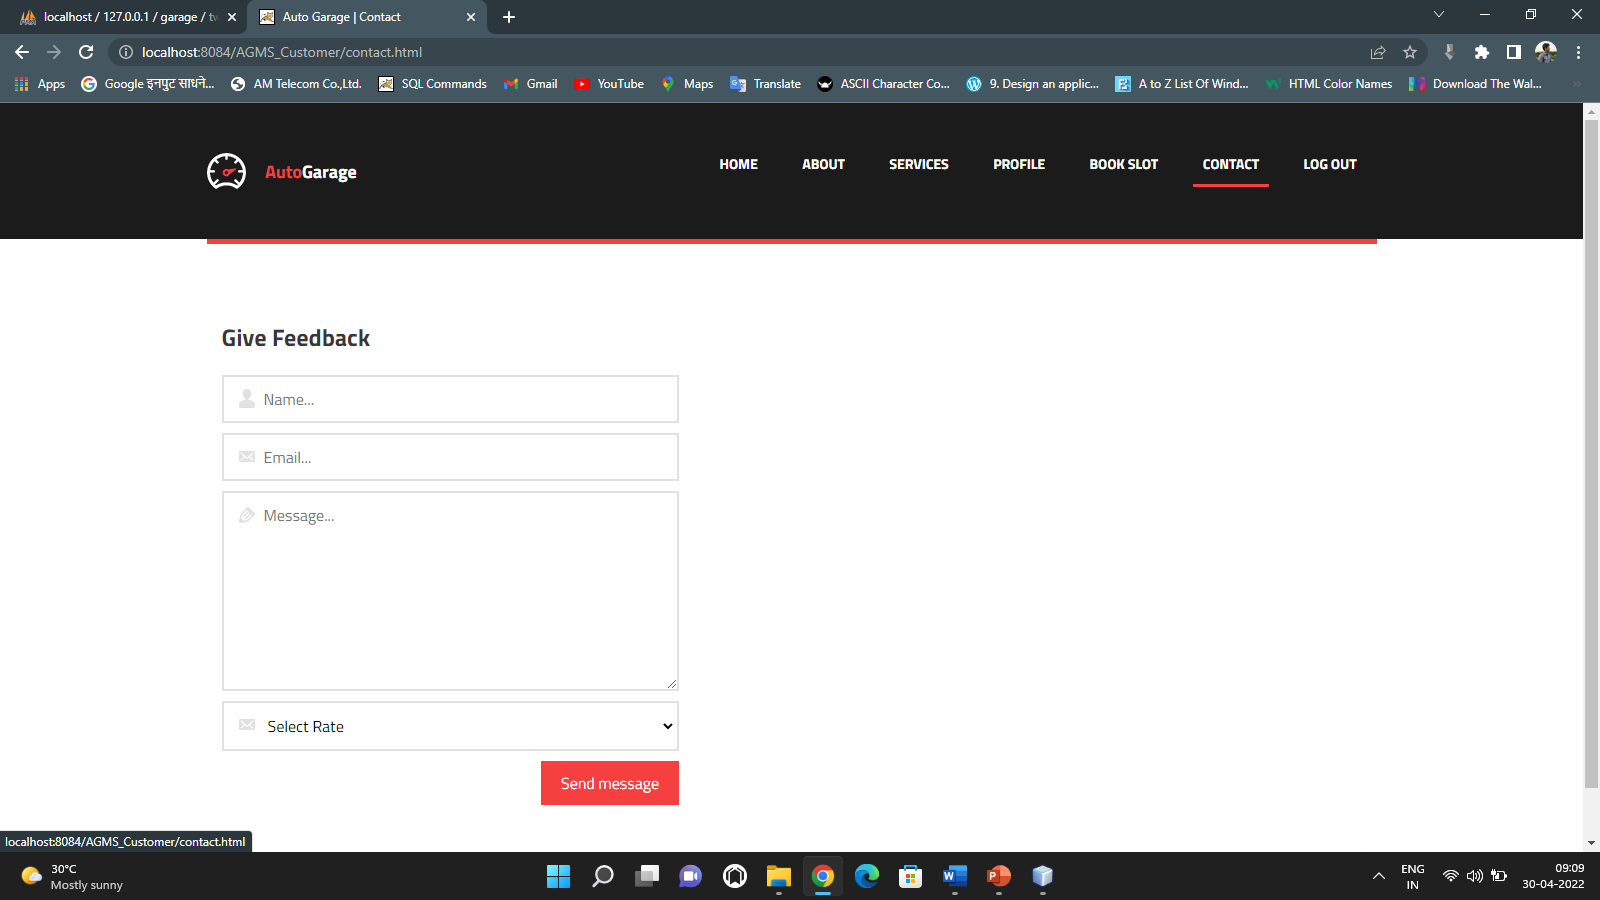 localhost / 127.0.0.1 / garage / tw
Auto Garage | Contact
localhost:8084/AGMS_Customer/contact.html
Apps
Google इनपुट साधने...
AM Telecom Co.,Ltd.
SQL Commands
Gmail
YouTube
Maps
Translate
ASCII Character Co...
9. Design an applic...
A to Z List Of Wind...
HTML Color Names
Download The Wal...
AutoGarage
HOME
ABOUT
SERVICES
PROFILE
BOOK SLOT
CONTACT
LOG OUT
Give Feedback
Name...
Email...
Message...
Select Rate
Send message
localhost:8084/AGMS_Customer/contact.html
30°C
Mostly sunny
ENG
IN
09:09
30-04-2022